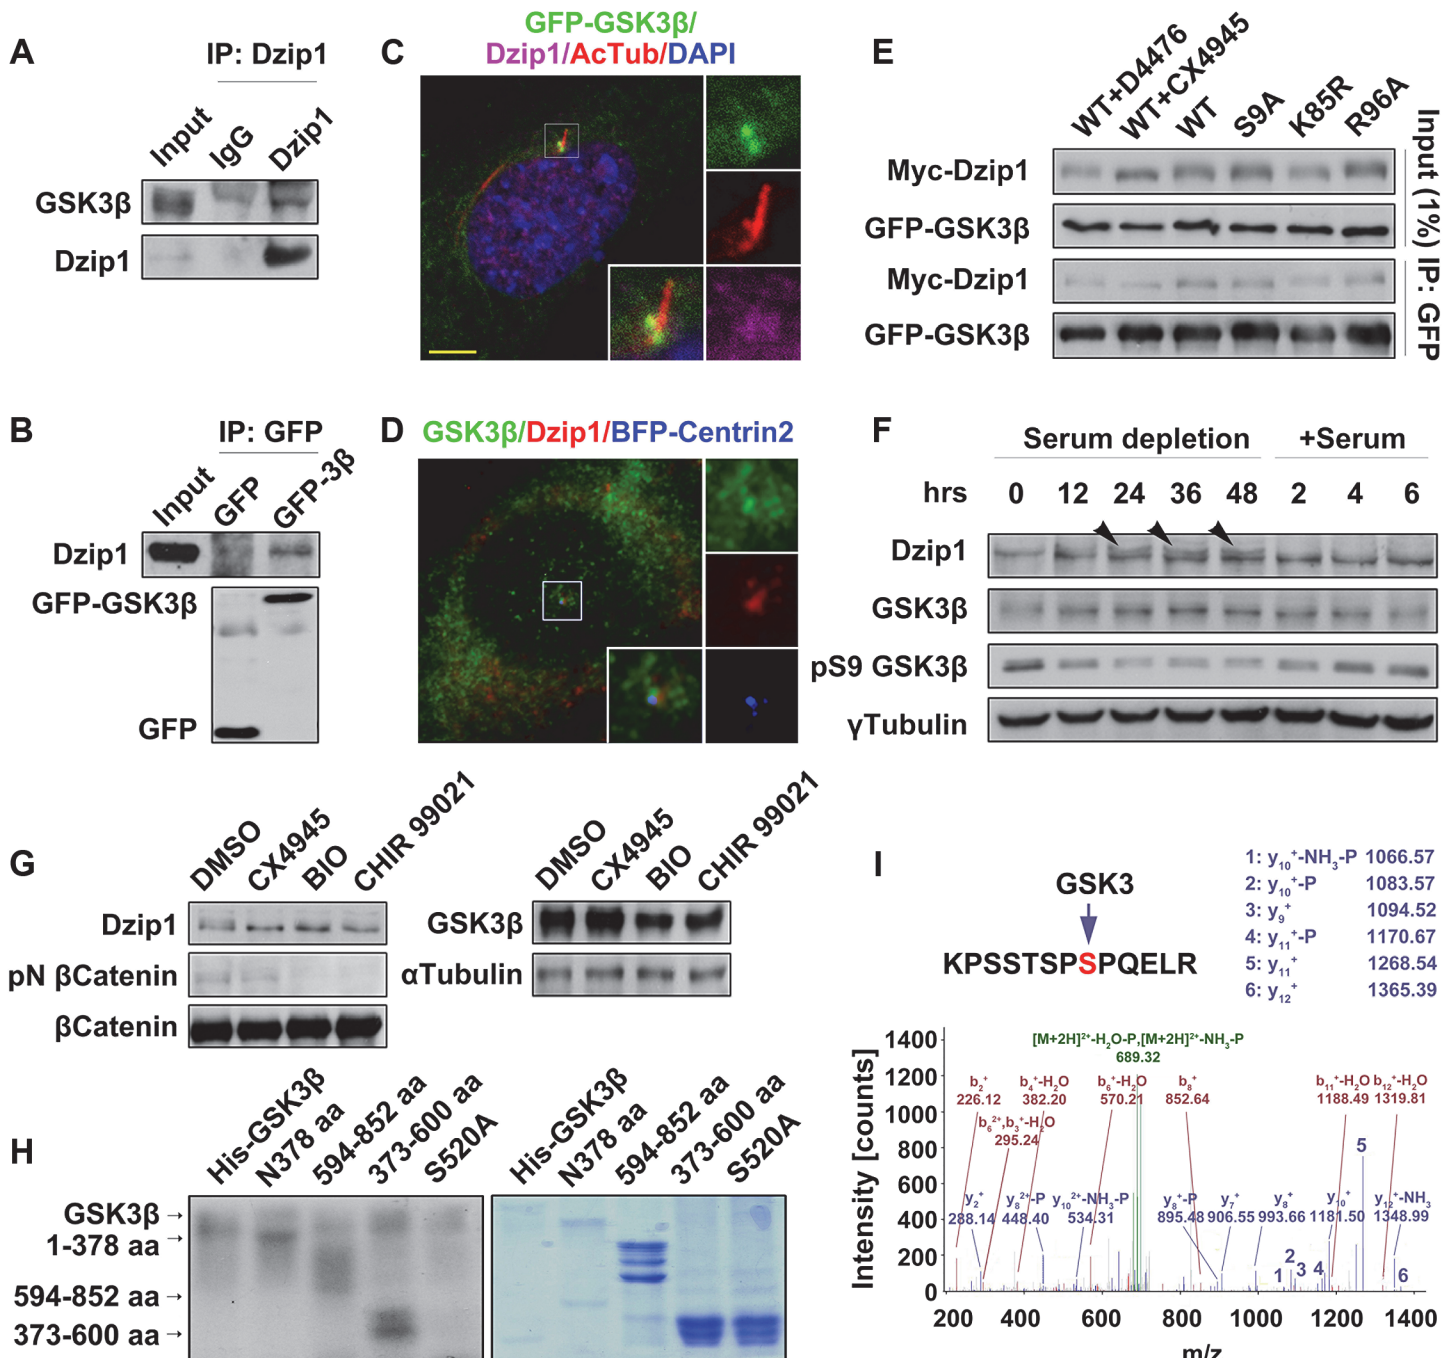 A
IP: Dzip1
Input
IgG
Dzip1
GSK3β
Dzip1
B
IP: GFP
Input
GFP
GFP-3β
Dzip1
GFP-GSK3β
GFP
C
GFP-GSK3β/
Dzip1/AcTub/DAPI
D
GSK3β/Dzip1/BFP-Centrin2
E
WT+D4476
WT+CX4945
WT
S9A
K85R
R96A
Myc-Dzip1
GFP-GSK3β
Myc-Dzip1
GFP-GSK3β
Input (1%)
IP: GFP
F
Serum depletion +Serum
hrs 0 12 24 36 48 2 4 6
Dzip1
GSK3β
pS9 GSK3β
γTubulin
G
DMSO
CX4945
BIO
CHIR 99021
Dzip1
pN βCatenin
βCatenin
DMSO
CX4945
BIO
CHIR 99021
GSK3β
αTubulin
H
His-GSK3β
N378 aa
594-852 aa
373-600 aa
S520A
GSK3β→
1-378 aa→
594-852 aa→
373-600 aa→
His-GSK3β
N378 aa
594-852 aa
373-600 aa
S520A
I
GSK3
KPSSTSPSPQELR
1: y10+-NH3-P 1066.57
2: y10+-P 1083.57
3: y9+ 1094.52
4: y11+-P 1170.67
5: y11+ 1268.54
6: y12+ 1365.39
Intensity [counts]
1400
1200
1000
800
600
400
200
0
[M+2H]2+-H2O-P,[M+2H]2+-NH3-P
689.32
b2+
226.12
b4+-H2O
382.20
b6+-H2O
570.21
b8+
852.64
b11+-H2O
1188.49
b12+-H2O
1319.81
b62+,b3+-H2O
295.24
y2+
288.14
y82+-P
448.40
y102+-NH3-P
534.31
y8+-P
895.48
y7+
906.55
y8+
993.66
y10+
1181.50
y12+-NH3
1348.99
1
2
3
4
5
6
200 400 600 800 1000 1200 1400
m/z